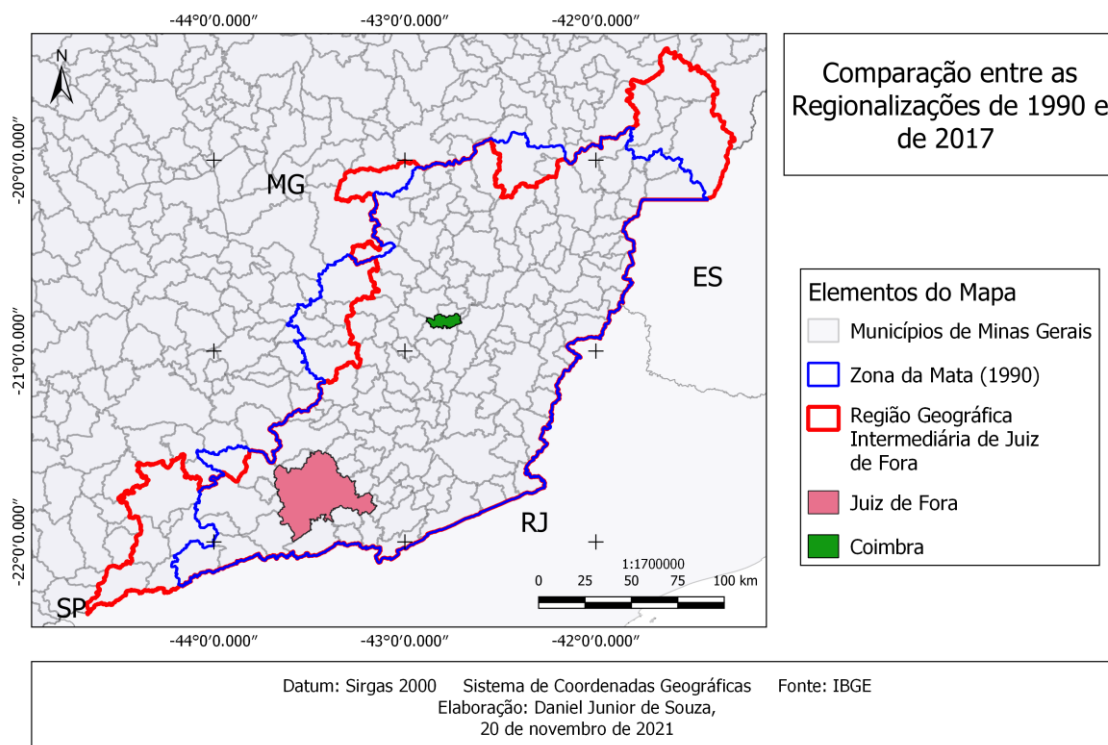 -44°0'0.000″
-43°0'0.000″
-42°0'0.000″
N
-20°0'0.000″
-21°0'0.000″
-22°0'0.000″
MG
ES
RJ
SP
1:1700000
0 25 50 75 100 km
-44°0'0.000″
-43°0'0.000″
-42°0'0.000″
Comparação entre as
Regionalizações de 1990 e
de 2017
Elementos do Mapa
Municípios de Minas Gerais
Zona da Mata (1990)
Região Geográfica
Intermediária de Juiz
de Fora
Juiz de Fora
Coimbra
Datum: Sirgas 2000 Sistema de Coordenadas Geográficas Fonte: IBGE
Elaboração: Daniel Junior de Souza,
20 de novembro de 2021